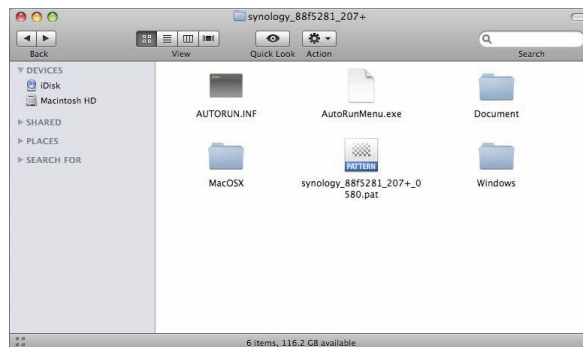 synology_88f5281_207+
Back
View
Quick Look
Action
Search
DEVICES
iDisk
Macintosh HD
SHARED
PLACES
SEARCH FOR
AUTORUN.INF
AutoRunMenu.exe
Document
MacOSX
PATTERN
synology_88f5281_207+_0
580.pat
Windows
6 items, 116.2 GB available